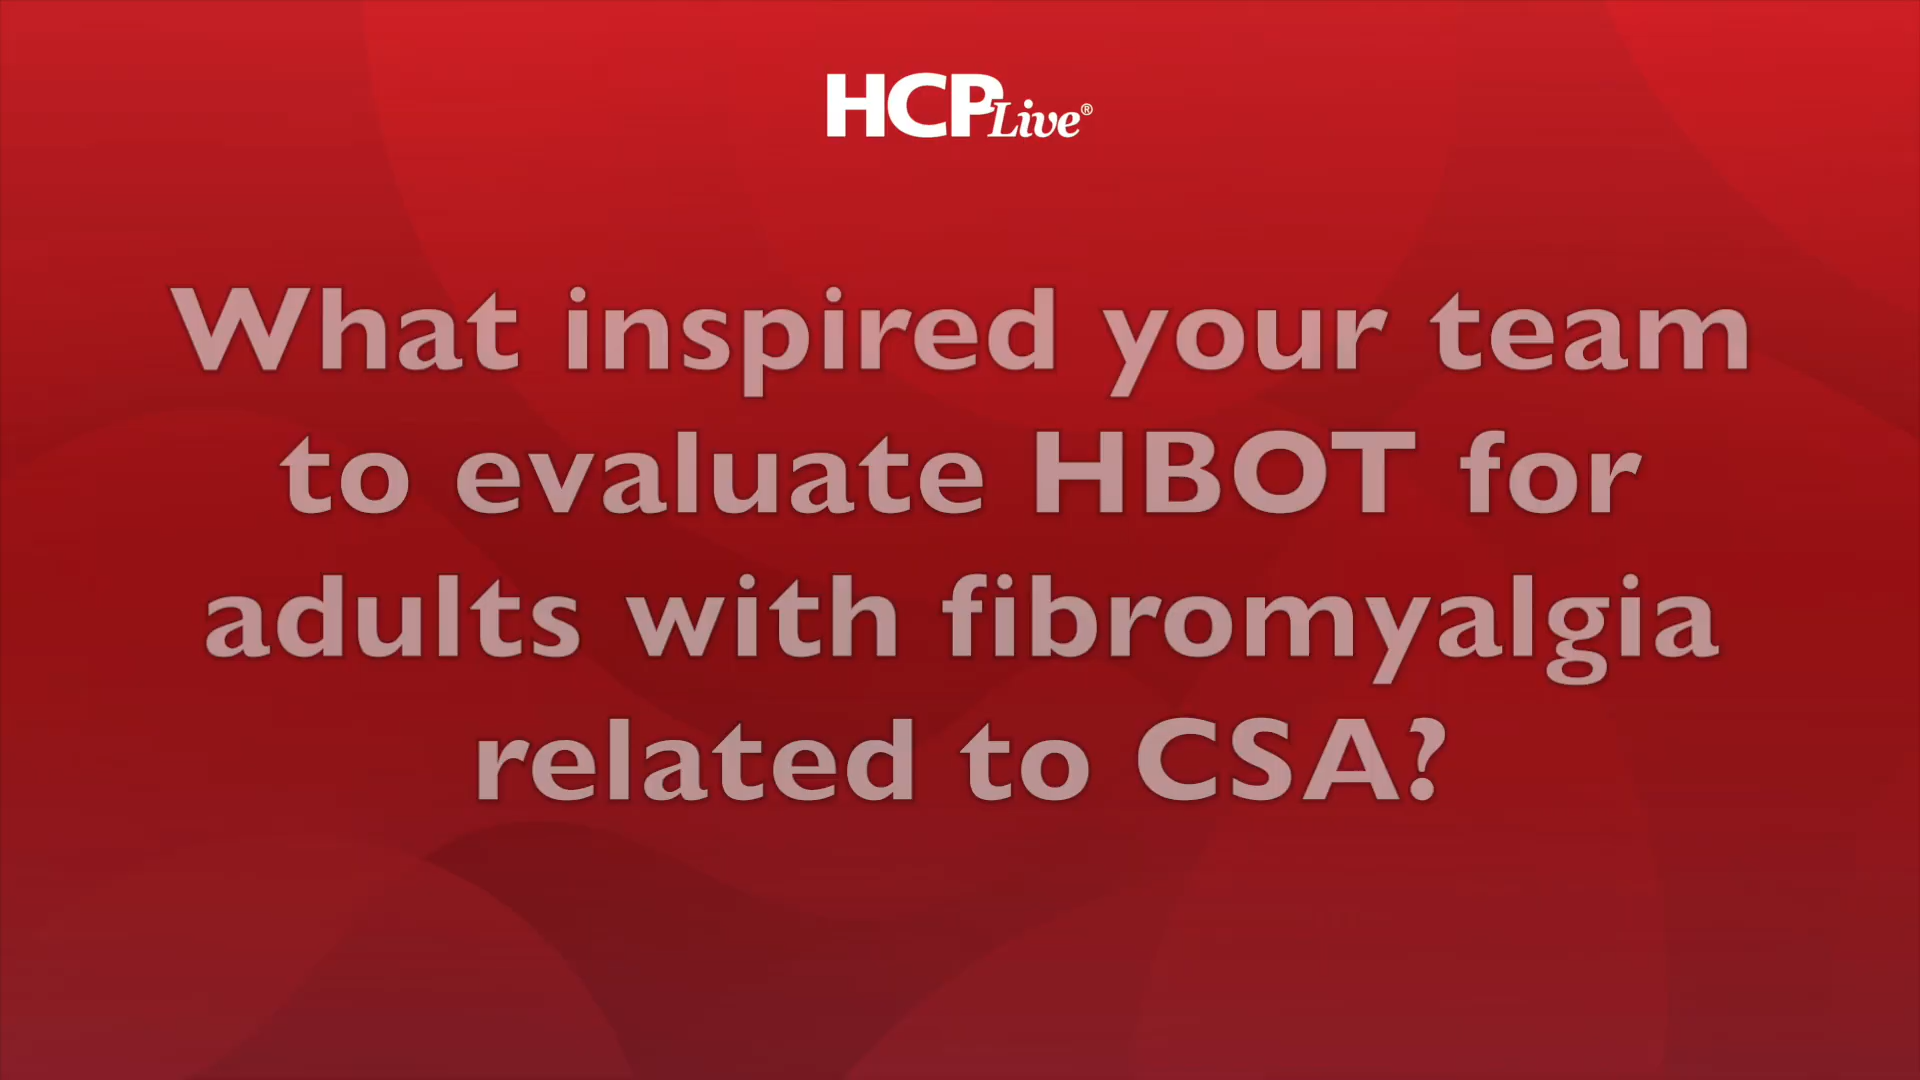 HCPLive®
What inspired your team
to evaluate HBOT for
adults with fibromyalgia
related to CSA?